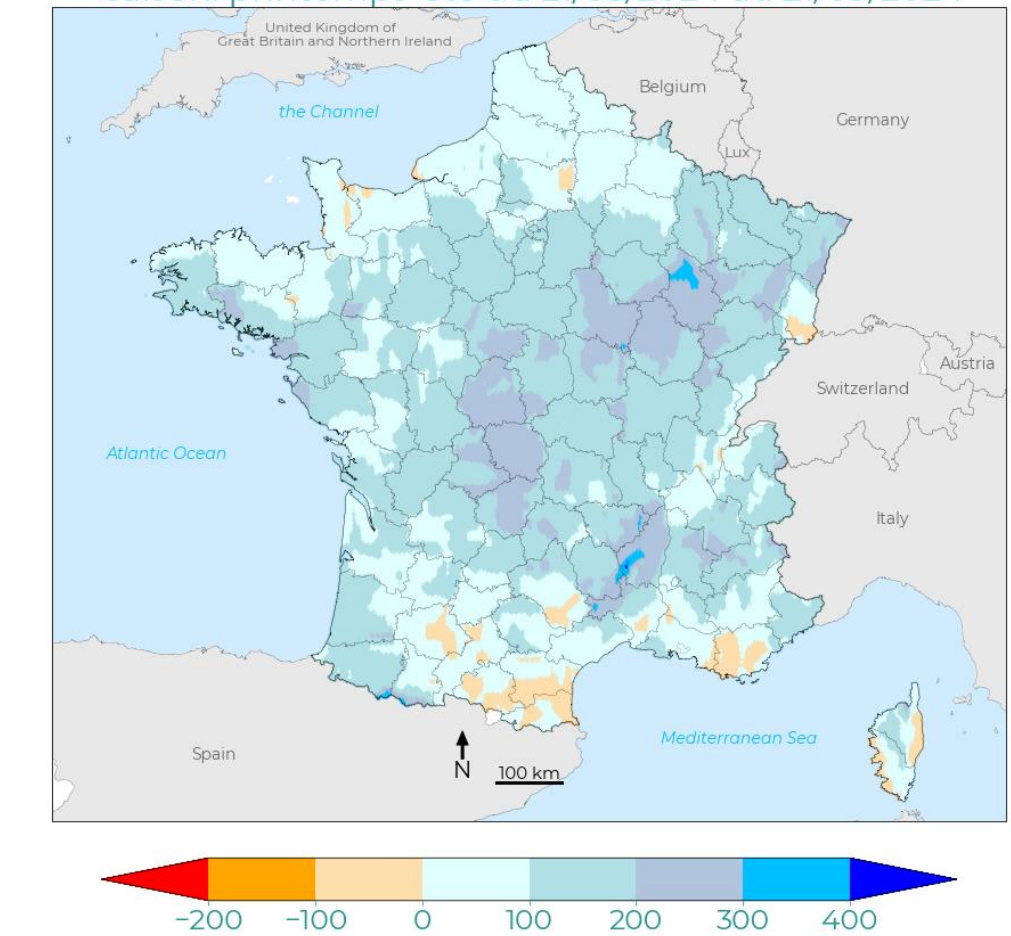 United Kingdom of
Great Britain and Northern Ireland
Belgium
the Channel
Germany
Lux
Austria
Switzerland
Atlantic Ocean
Italy
Mediterranean Sea
Spain
N
100 km
−200 −100 0 100 200 300 400